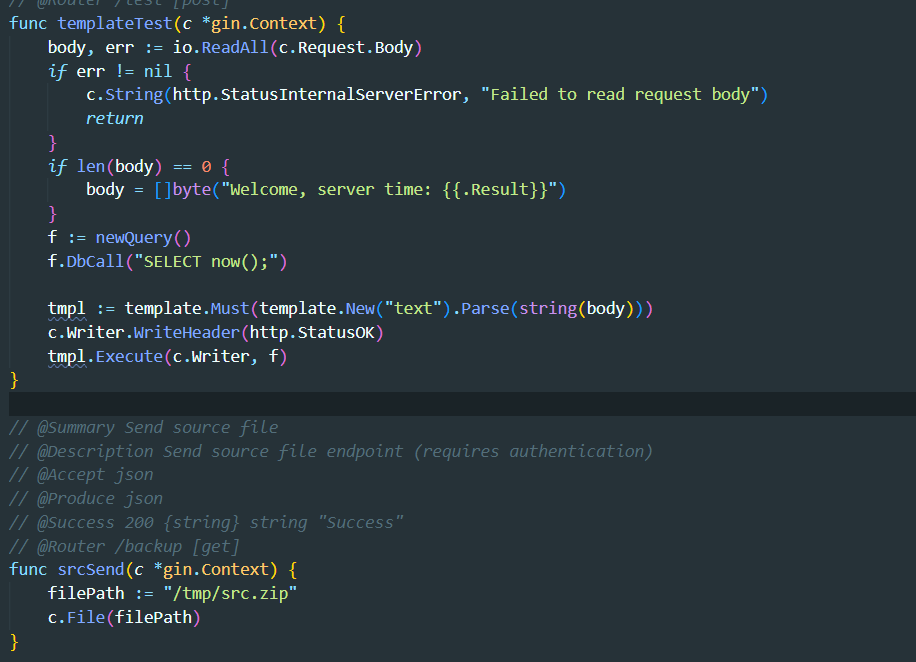 // @Router /test [post]
func templateTest(c *gin.Context) {
    body, err := io.ReadAll(c.Request.Body)
    if err != nil {
        c.String(http.StatusInternalServerError, "Failed to read request body")
        return
    }
    if len(body) == 0 {
        body = []byte("Welcome, server time: {{.Result}}")
    }
    f := newQuery()
    f.DbCall("SELECT now();")

    tmpl := template.Must(template.New("text").Parse(string(body)))
    c.Writer.WriteHeader(http.StatusOK)
    tmpl.Execute(c.Writer, f)
}

// @Summary Send source file
// @Description Send source file endpoint (requires authentication)
// @Accept json
// @Produce json
// @Success 200 {string} string "Success"
// @Router /backup [get]
func srcSend(c *gin.Context) {
    filePath := "/tmp/src.zip"
    c.File(filePath)
}